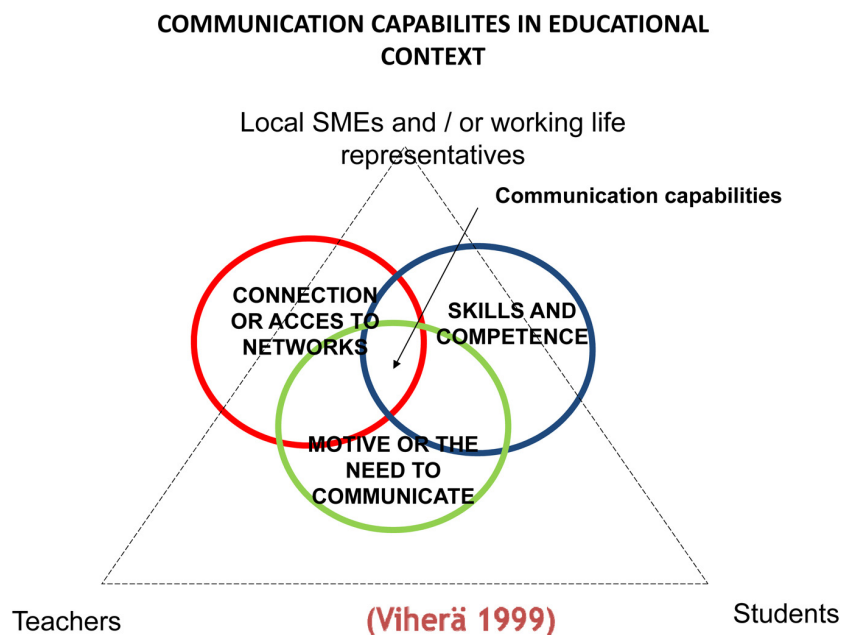 COMMUNICATION CAPABILITES IN EDUCATIONAL
CONTEXT
Local SMEs and / or working life
representatives
Communication capabilities
CONNECTION
OR ACCES TO
NETWORKS
SKILLS AND
COMPETENCE
MOTIVE OR THE
NEED TO
COMMUNICATE
Teachers
(Viherä 1999)
Students